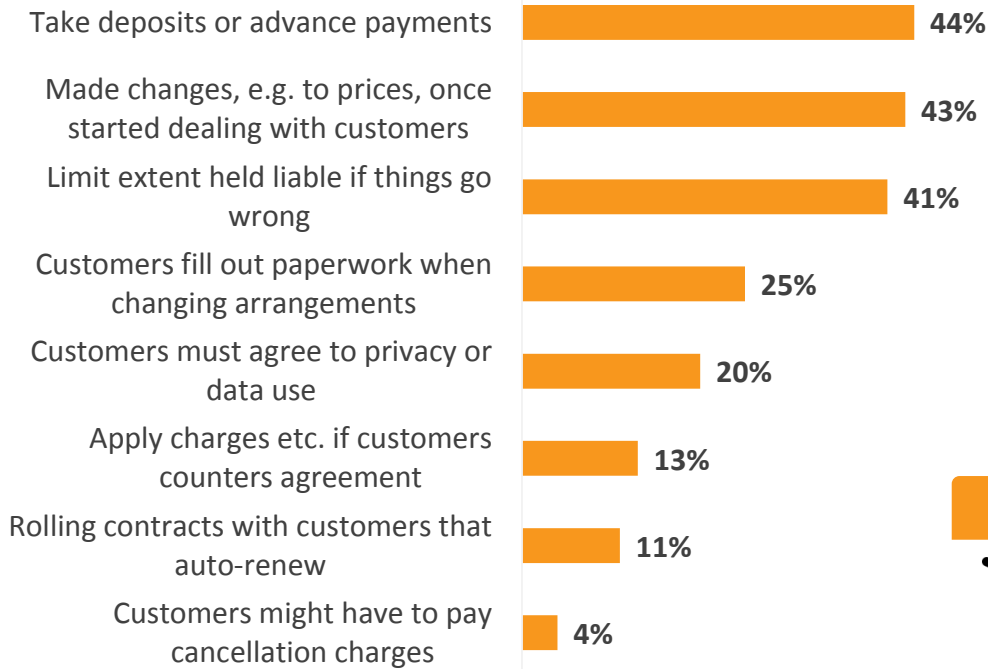 Take deposits or advance payments
44%
Made changes, e.g. to prices, once
started dealing with customers
43%
Limit extent held liable if things go
wrong
41%
Customers fill out paperwork when
changing arrangements
25%
Customers must agree to privacy or
data use
20%
Apply charges etc. if customers
counters agreement
13%
Rolling contracts with customers that
auto-renew
11%
Customers might have to pay
cancellation charges
4%